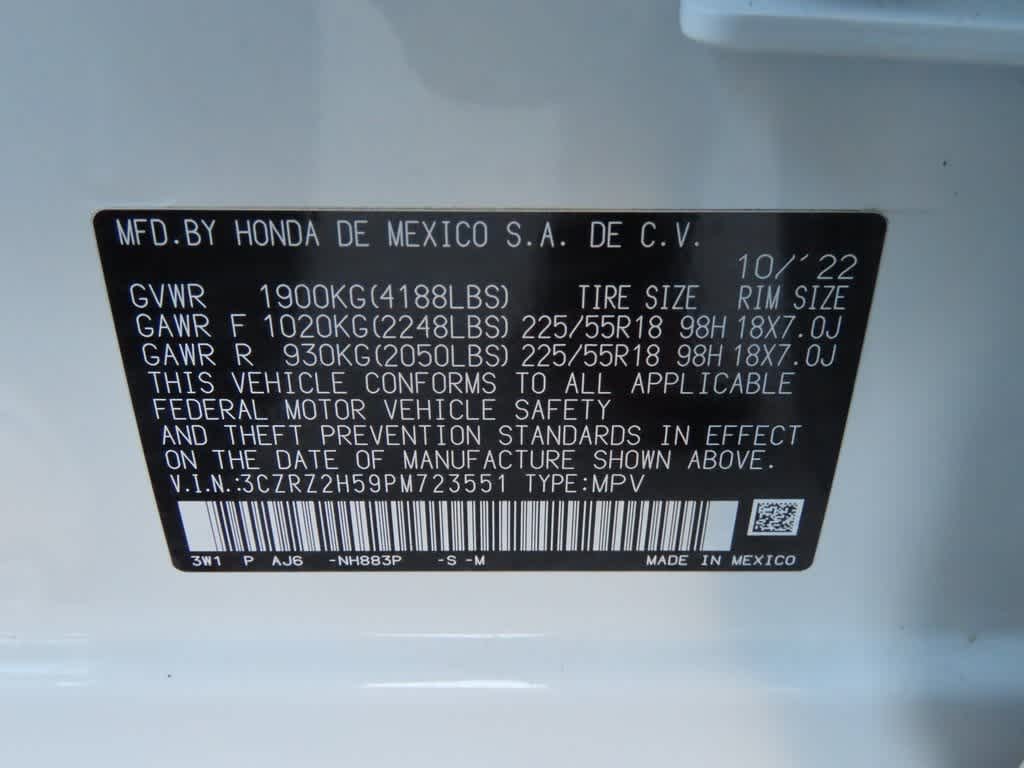 MFD.BY HONDA DE MEXICO S.A. DE C.V.
10/'22
GVWR 1900KG(4188LBS) TIRE SIZE RIM SIZE
GAWR F 1020KG(2248LBS) 225/55R18 98H 18X7.0J
GAWR R 930KG(2050LBS) 225/55R18 98H 18X7.0J
THIS VEHICLE CONFORMS TO ALL APPLICABLE
FEDERAL MOTOR VEHICLE SAFETY
AND THEFT PREVENTION STANDARDS IN EFFECT
ON THE DATE OF MANUFACTURE SHOWN ABOVE.
V.I.N.:3CZRZ2H59PM723551 TYPE:MPV
3W1 P AJ6 -NH883P -S -M MADE IN MEXICO